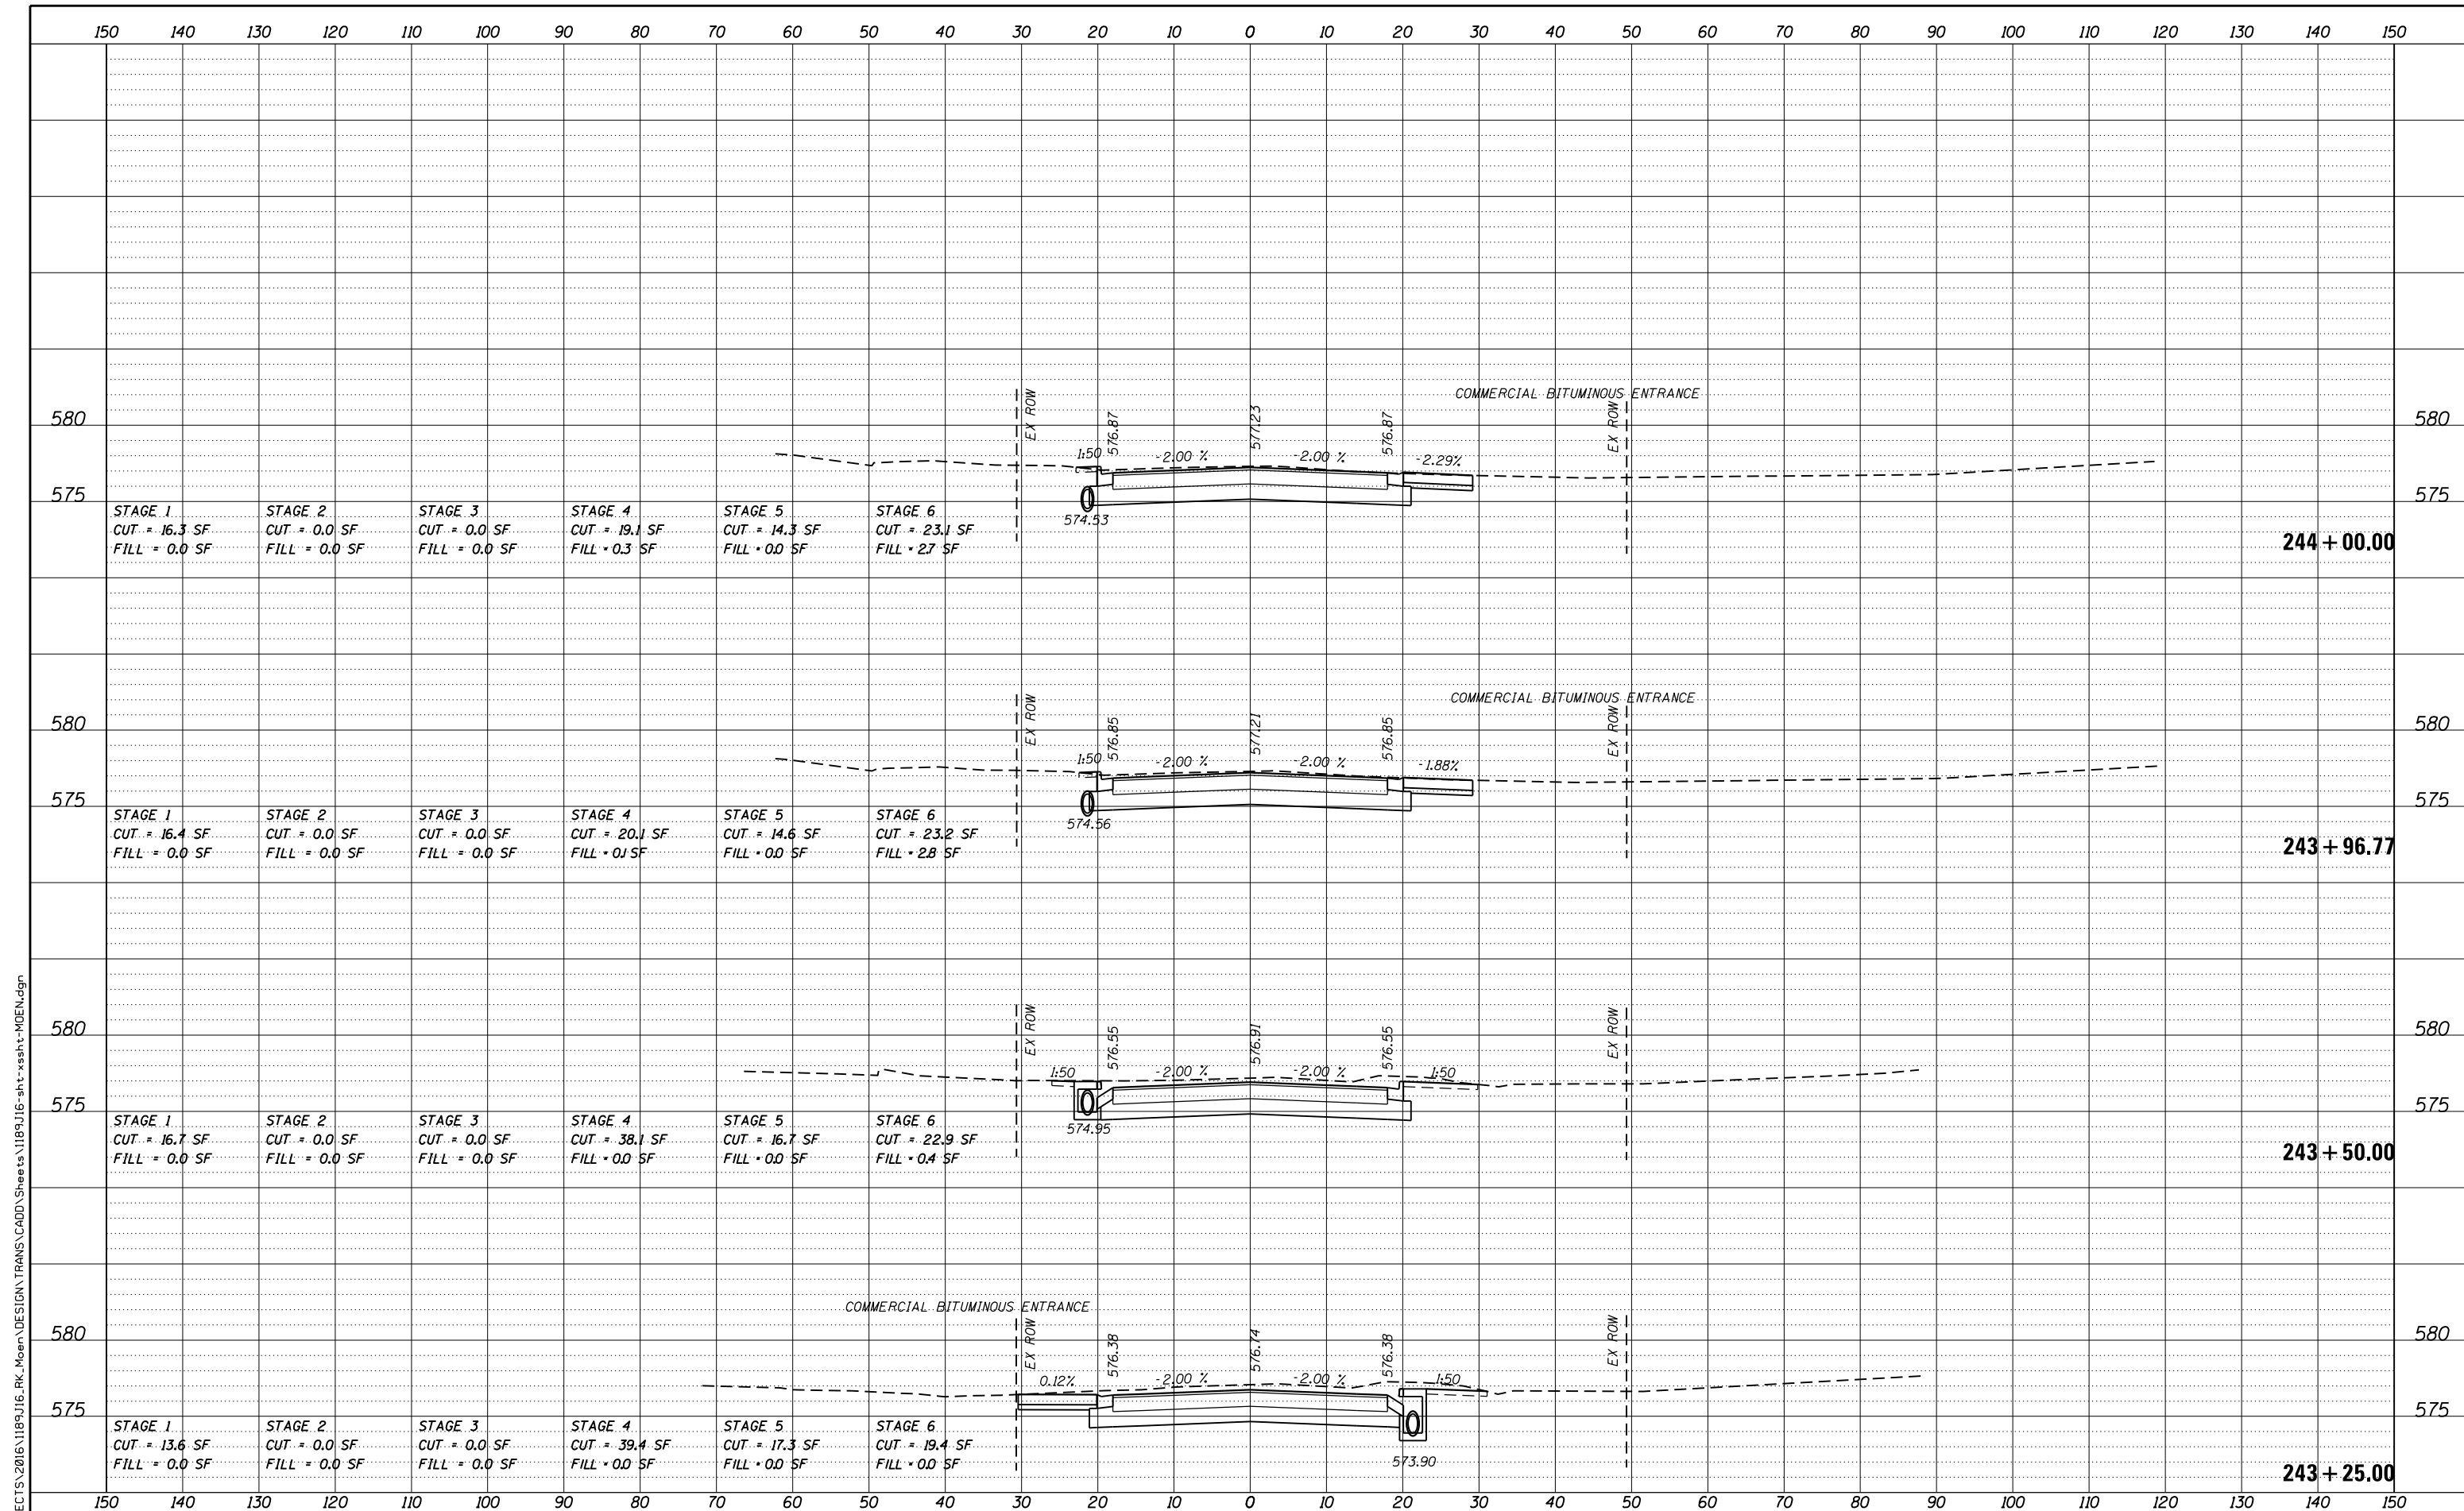 150 140 130 120 110 100 90 80 70 60 50 40 30 20 10 0 10 20 30 40 50 60 70 80 90 100 110 120 130 140 150
COMMERCIAL BITUMINOUS ENTRANCE
EX ROW
576.87
577.23
576.87
EX ROW
580
580
1:50
-2.00 %
-2.00 %
-2.29%
575
575
574.53
STAGE 1
CUT = 16.3 SF
FILL = 0.0 SF
STAGE 2
CUT = 0.0 SF
FILL = 0.0 SF
STAGE 3
CUT = 0.0 SF
FILL = 0.0 SF
STAGE 4
CUT = 19.1 SF
FILL = 0.3 SF
STAGE 5
CUT = 14.3 SF
FILL = 0.0 SF
STAGE 6
CUT = 23.1 SF
FILL = 2.7 SF
244+00.00
COMMERCIAL BITUMINOUS ENTRANCE
EX ROW
576.85
577.21
576.85
EX ROW
580
580
1:50
-2.00 %
-2.00 %
-1.88%
575
575
574.56
STAGE 1
CUT = 16.4 SF
FILL = 0.0 SF
STAGE 2
CUT = 0.0 SF
FILL = 0.0 SF
STAGE 3
CUT = 0.0 SF
FILL = 0.0 SF
STAGE 4
CUT = 20.1 SF
FILL = 0.1 SF
STAGE 5
CUT = 14.6 SF
FILL = 0.0 SF
STAGE 6
CUT = 23.2 SF
FILL = 2.8 SF
243+96.77
EX ROW
576.55
576.91
576.55
EX ROW
580
580
1:50
-2.00 %
-2.00 %
1:50
575
575
574.95
STAGE 1
CUT = 16.7 SF
FILL = 0.0 SF
STAGE 2
CUT = 0.0 SF
FILL = 0.0 SF
STAGE 3
CUT = 0.0 SF
FILL = 0.0 SF
STAGE 4
CUT = 38.1 SF
FILL = 0.0 SF
STAGE 5
CUT = 16.7 SF
FILL = 0.0 SF
STAGE 6
CUT = 22.9 SF
FILL = 0.4 SF
243+50.00
COMMERCIAL BITUMINOUS ENTRANCE
EX ROW
576.38
576.74
576.38
EX ROW
580
580
0.12%
-2.00 %
-2.00 %
1:50
575
575
573.90
STAGE 1
CUT = 13.6 SF
FILL = 0.0 SF
STAGE 2
CUT = 0.0 SF
FILL = 0.0 SF
STAGE 3
CUT = 0.0 SF
FILL = 0.0 SF
STAGE 4
CUT = 39.4 SF
FILL = 0.0 SF
STAGE 5
CUT = 17.3 SF
FILL = 0.0 SF
STAGE 6
CUT = 19.4 SF
FILL = 0.0 SF
243+25.00
150 140 130 120 110 100 90 80 70 60 50 40 30 20 10 0 10 20 30 40 50 60 70 80 90 100 110 120 130 140 150
ECTS\2016\1189J16_RK_Moen\DESIGN\TRANS\CADD\Sheets\1189J16-sht-xssht-MOEN.dgn